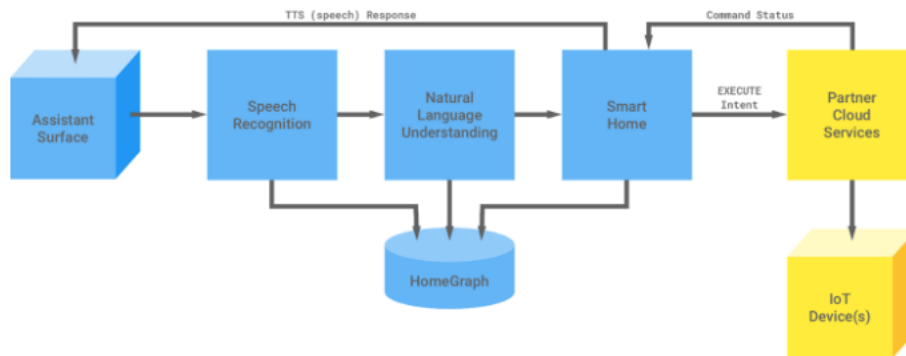 TTS (speech) Response
Command Status
Assistant
Surface
Speech
Recognition
Natural
Language
Understanding
Smart
Home
EXECUTE
Intent
Partner
Cloud
Services
HomeGraph
IoT
Device(s)